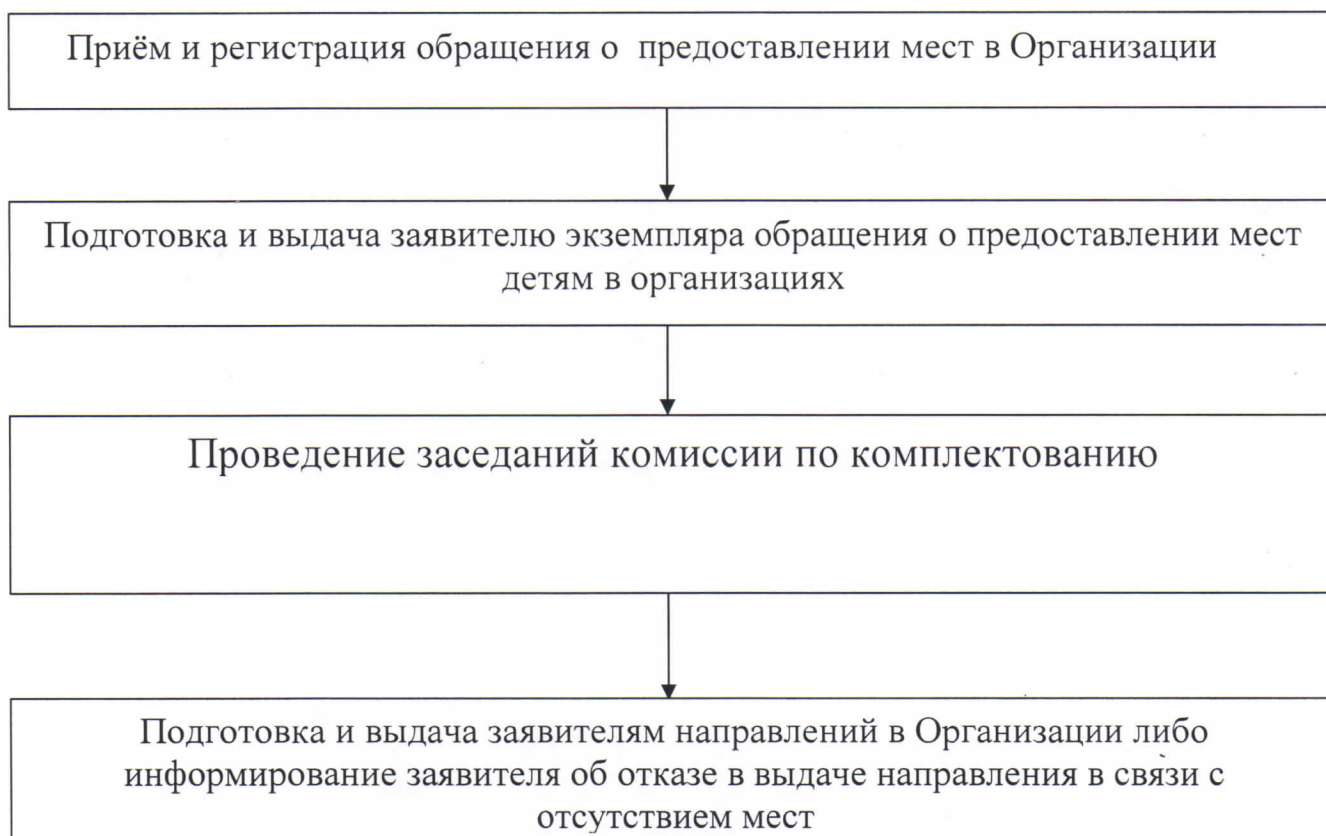 Приём и регистрация обращения о предоставлении мест в Организации
Подготовка и выдача заявителю экземпляра обращения о предоставлении мест
детям в организациях
Проведение заседаний комиссии по комплектованию
Подготовка и выдача заявителям направлений в Организации либо
информирование заявителя об отказе в выдаче направления в связи с
отсутствием мест